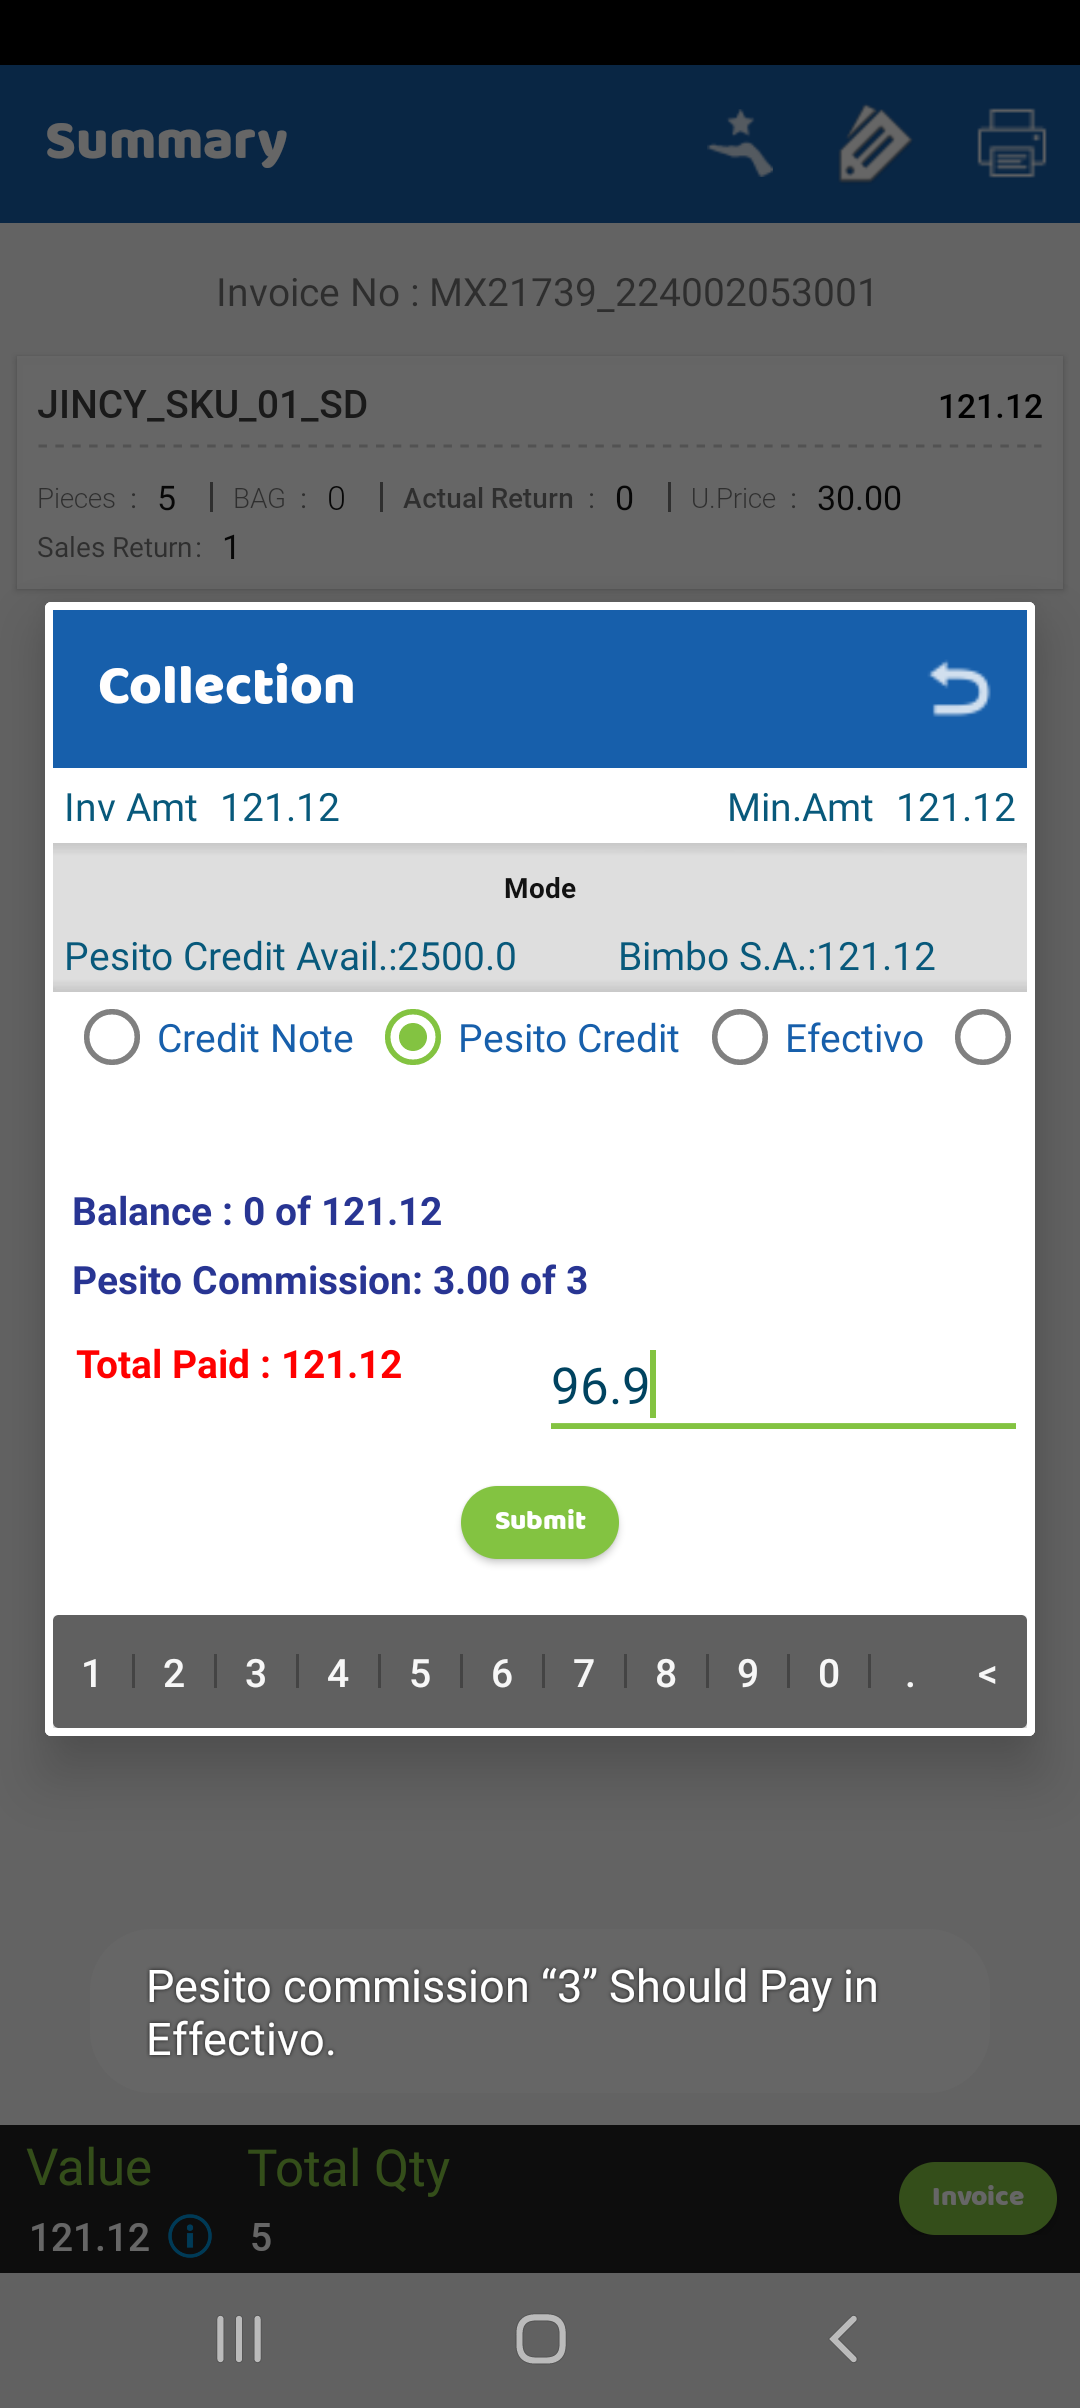 Summary
Invoice No : MX21739_224002053001
JINCY_SKU_01_SD 121.12
Pieces : 5 | BAG : 0 | Actual Return : 0 | U.Price : 30.00
Sales Return: 1
Collection
Inv Amt 121.12 Min.Amt 121.12
Mode
Pesito Credit Avail.:2500.0 Bimbo S.A.:121.12
Credit Note Pesito Credit Efectivo
Balance : 0 of 121.12
Pesito Commission: 3.00 of 3
Total Paid : 121.12 96.9
Submit
1 | 2 | 3 | 4 | 5 | 6 | 7 | 8 | 9 | 0 | . <
Pesito commission “3” Should Pay in
Effectivo.
Value Total Qty
121.12 i 5 Invoice